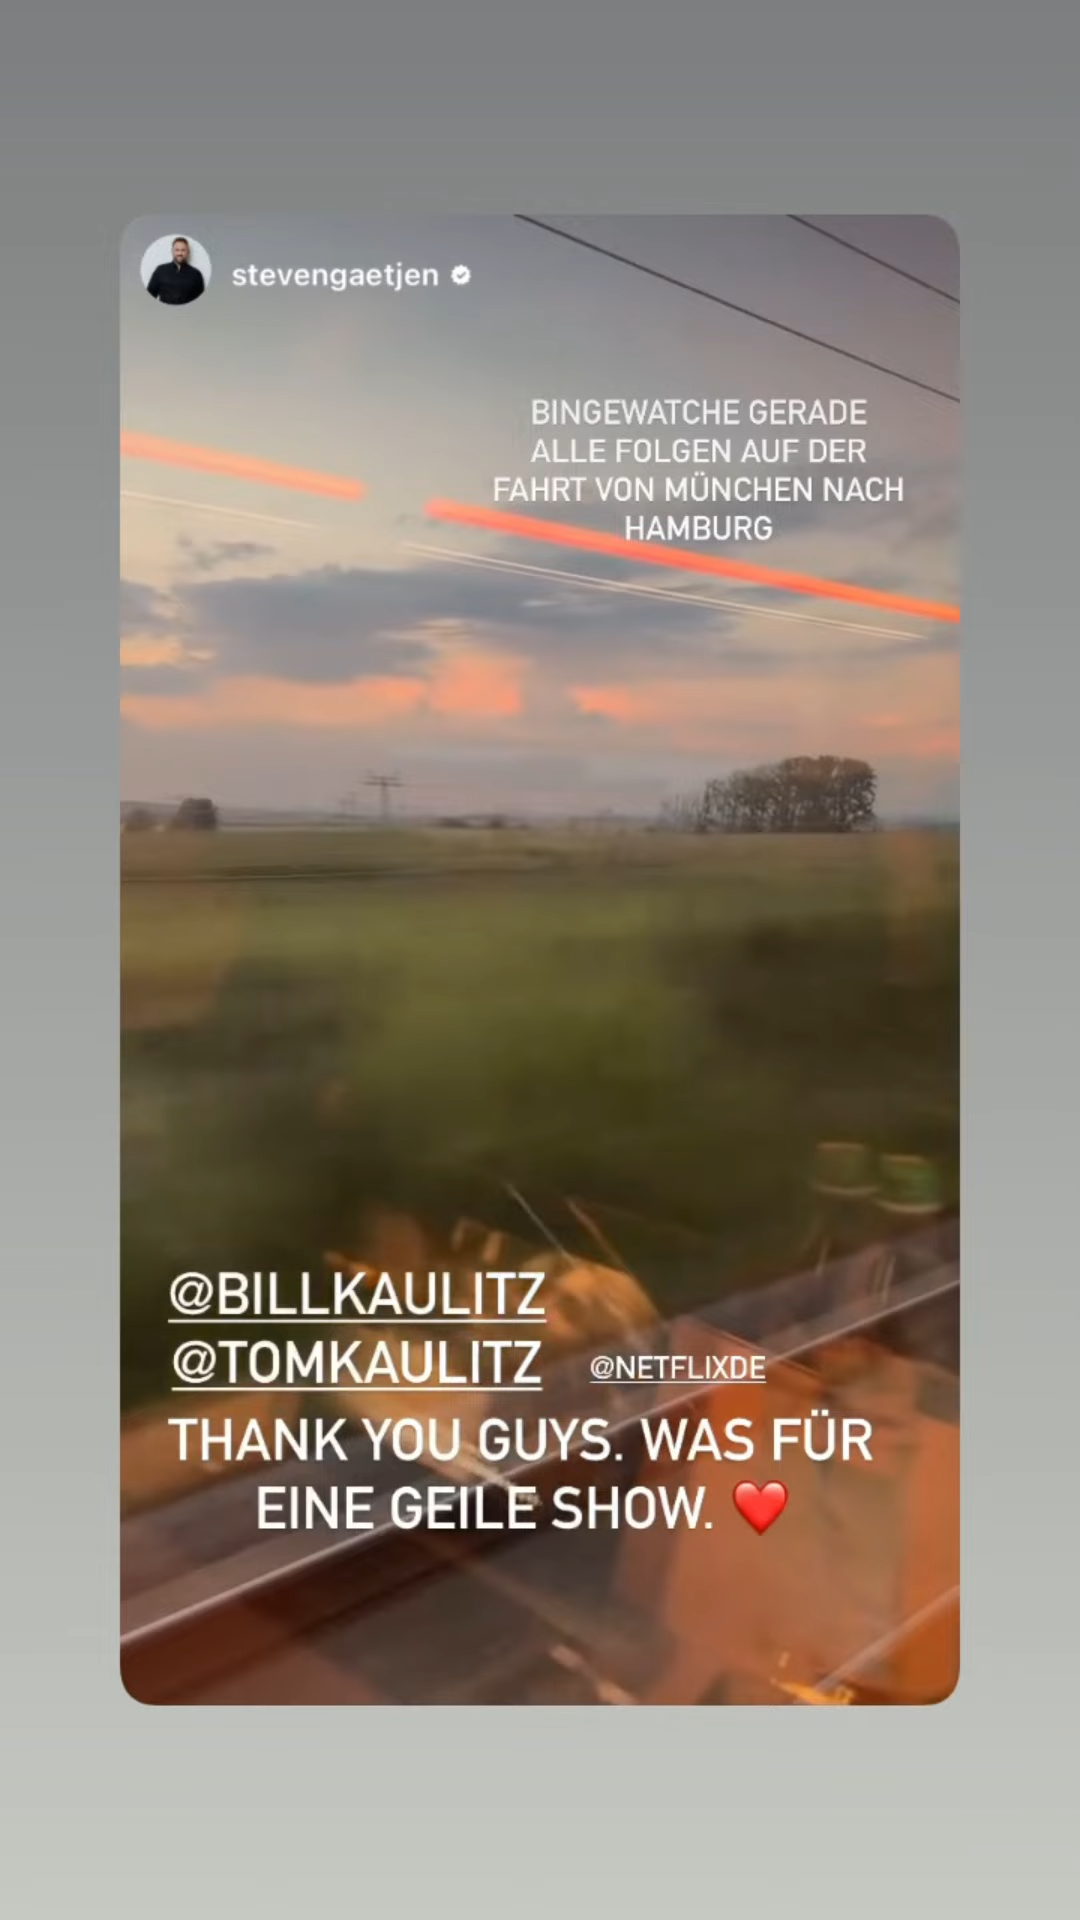 stevengaetjen
BINGEWATCHE GERADE
ALLE FOLGEN AUF DER
FAHRT VON MÜNCHEN NACH
HAMBURG
@BILLKAULITZ
@TOMKAULITZ
@NETFLIXDE
THANK YOU GUYS. WAS FÜR
EINE GEILE SHOW. ❤️